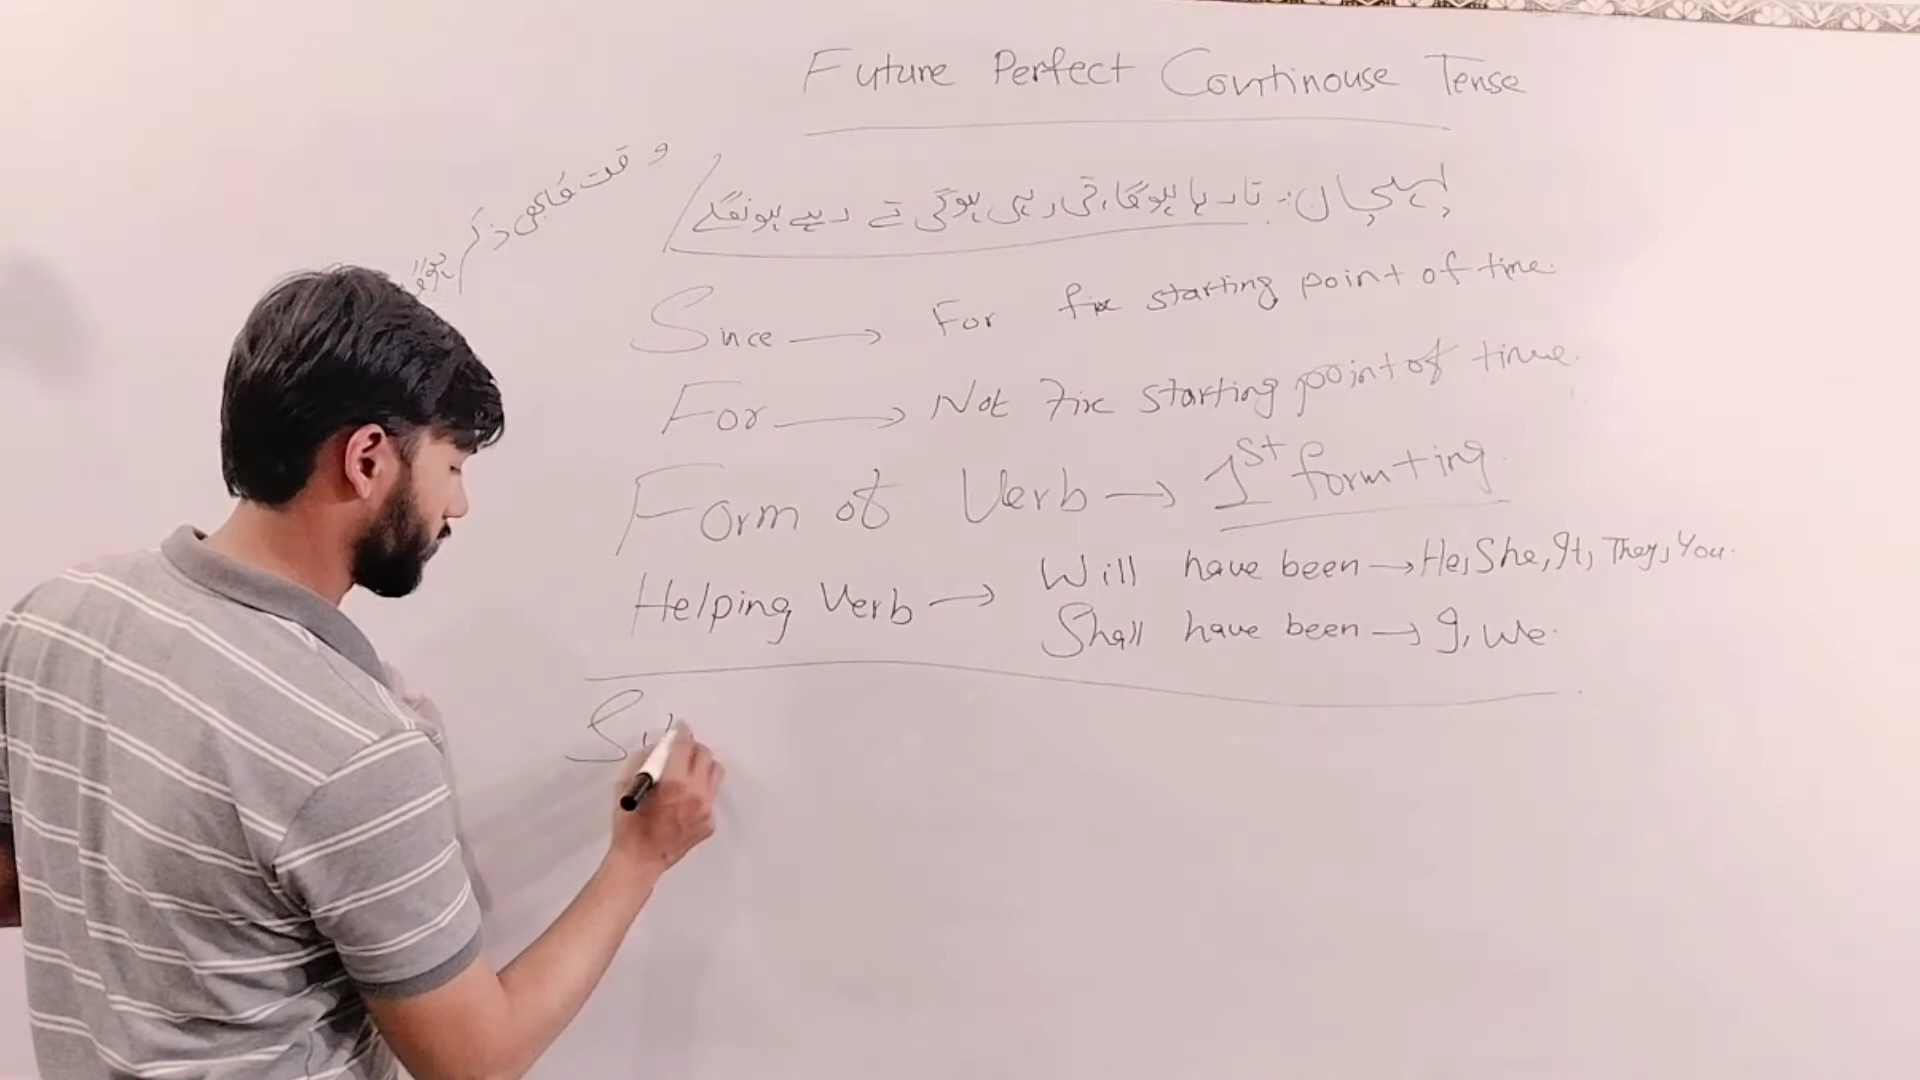 Future Perfect Continouse Tense
پہچان: تا رہا ہوگا، تی رہی ہوگی تے رہے ہونگے
وقت کا بھی ذکر
Since → For fix starting point of time.
For → Not Fix starting point of time.
Form of Verb → 1st form + ing.
Helping Verb → Will have been → He, She, It, They, You.
Shall have been → I, We.
Su